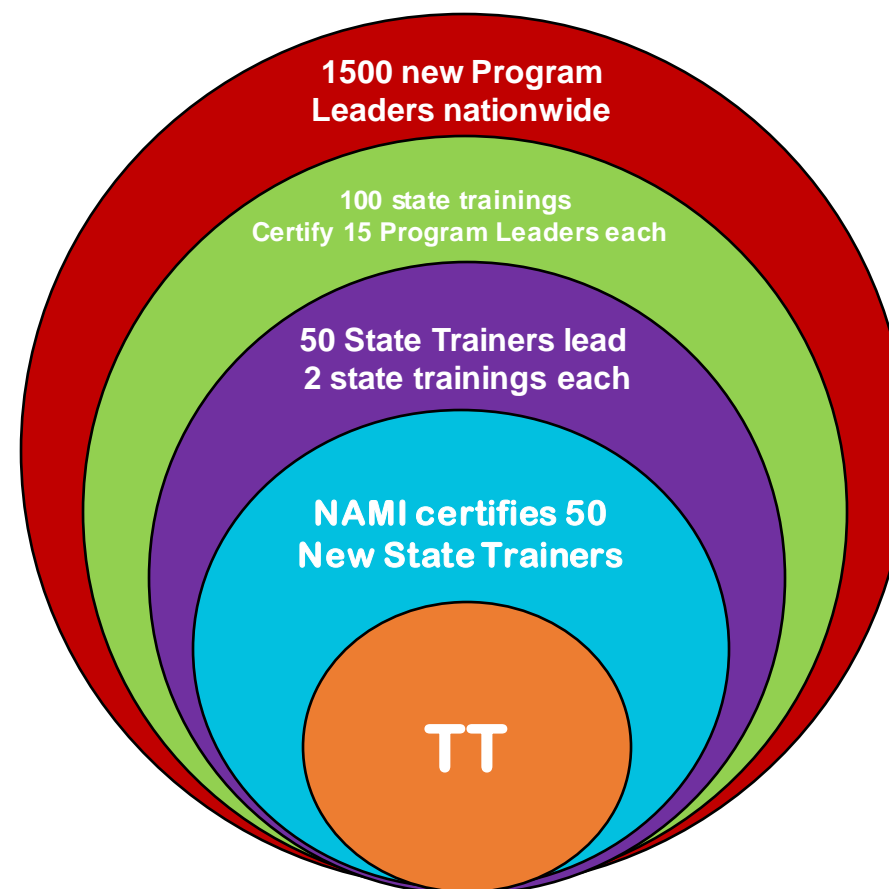 1500 new Program
Leaders nationwide
100 state trainings
Certify 15 Program Leaders each
50 State Trainers lead
2 state trainings each
NAMI certifies 50
New State Trainers
TT